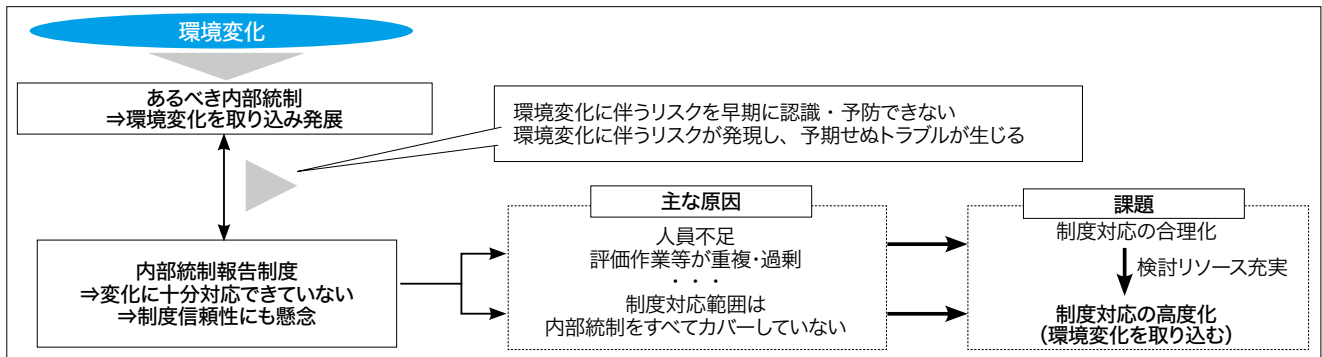 環境変化
あるべき内部統制
⇒環境変化を取り込み発展
環境変化に伴うリスクを早期に認識・予防できない
環境変化に伴うリスクが発現し、予期せぬトラブルが生じる
内部統制報告制度
⇒変化に十分対応できていない
⇒制度信頼性にも懸念
主な原因
人員不足
評価作業等が重複・過剰
・・・
制度対応範囲は
内部統制をすべてカバーしていない
課題
制度対応の合理化
検討リソース充実
制度対応の高度化
（環境変化を取り込む）